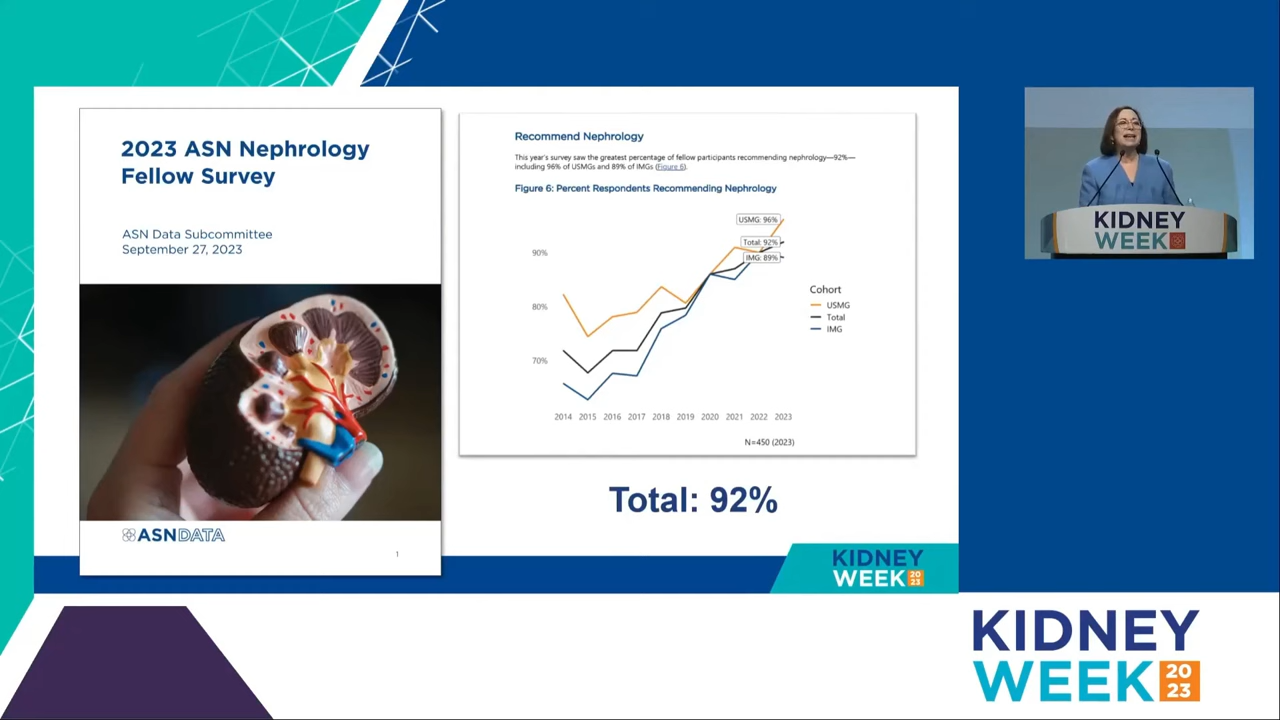 2023 ASN Nephrology
Fellow Survey
ASN Data Subcommittee
September 27, 2023
ASNDATA
1
Recommend Nephrology
This year's survey saw the greatest percentage of fellow participants recommending nephrology—92%—
including 96% of USMGs and 89% of IMGs (Figure 6).
Figure 6: Percent Respondents Recommending Nephrology
USMG: 96%
Total: 92%
IMG: 89%
90%
80%
70%
Cohort
USMG
Total
IMG
2014 2015 2016 2017 2018 2019 2020 2021 2022 2023
N=450 (2023)
Total: 92%
KIDNEY
WEEK 20
23
KIDNEY
WEEK
KIDNEY
WEEK 20
23